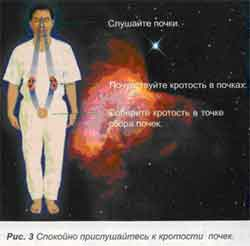 Слушайте почки.
Почувствуйте кротость в почках.
Соберите кротость в точке
сбора почек.
Рис. 3 Спокойно прислушайтесь к кротости почек.